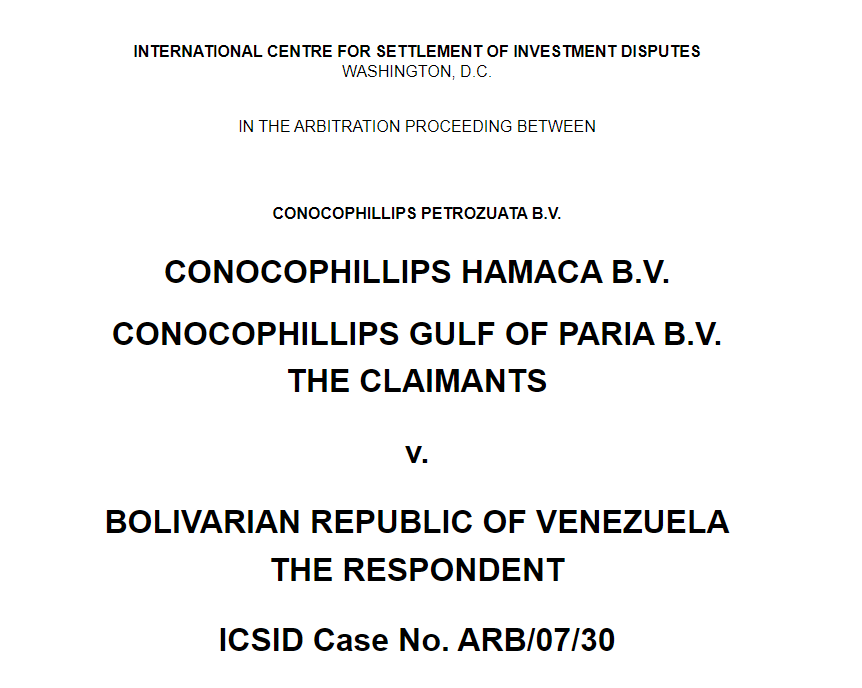 INTERNATIONAL CENTRE FOR SETTLEMENT OF INVESTMENT DISPUTES
WASHINGTON, D.C.
IN THE ARBITRATION PROCEEDING BETWEEN
CONOCOPHILLIPS PETROZUATA B.V.
CONOCOPHILLIPS HAMACA B.V.
CONOCOPHILLIPS GULF OF PARIA B.V.
THE CLAIMANTS
v.
BOLIVARIAN REPUBLIC OF VENEZUELA
THE RESPONDENT
ICSID Case No. ARB/07/30